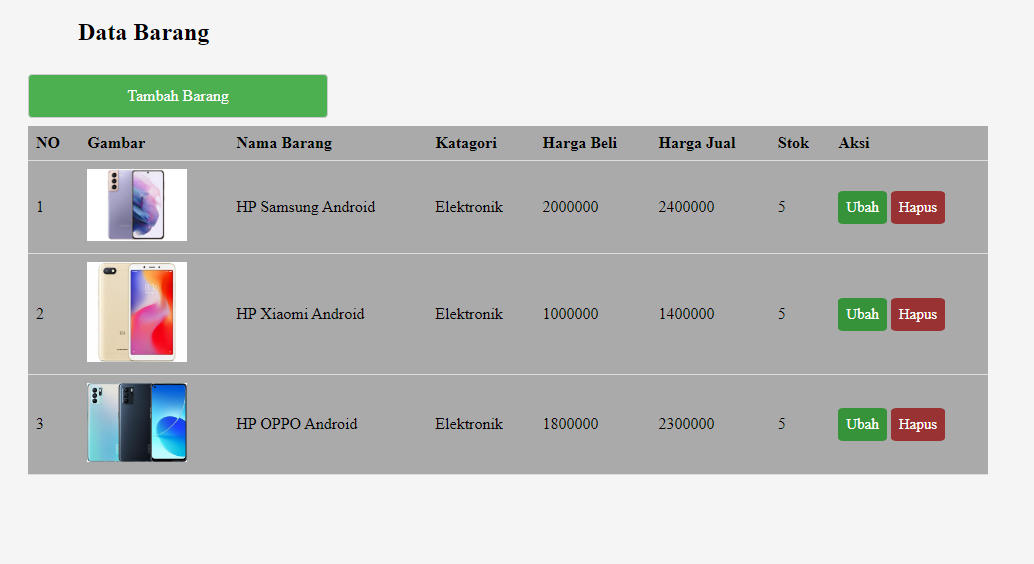 Data Barang
Tambah Barang
NO Gambar Nama Barang Katagori Harga Beli Harga Jual Stok Aksi
1 HP Samsung Android Elektronik 2000000 2400000 5 Ubah Hapus
2 HP Xiaomi Android Elektronik 1000000 1400000 5 Ubah Hapus
3 HP OPPO Android Elektronik 1800000 2300000 5 Ubah Hapus